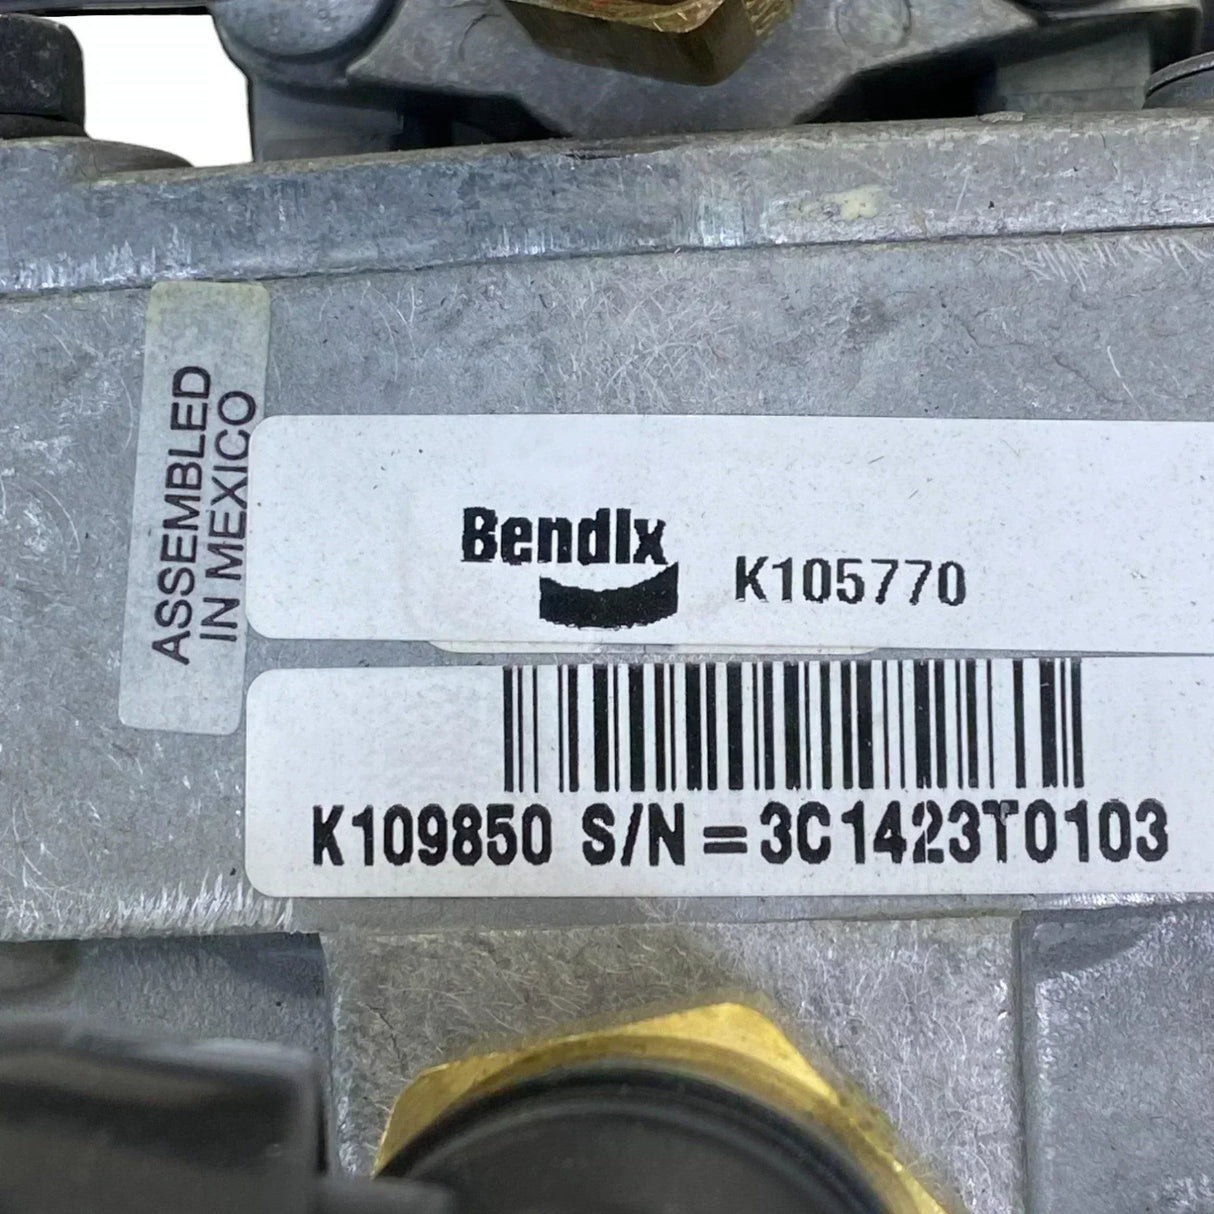 ASSEMBLED
IN MEXICO
Bendix K105770
K109850 S/N=3C1423T0103